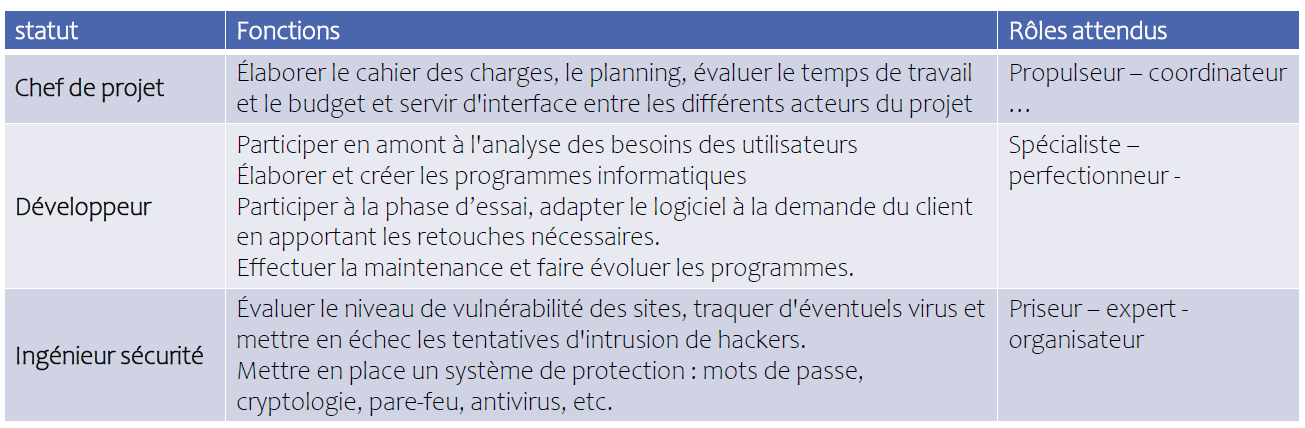 statut Fonctions Rôles attendus
Chef de projet
Élaborer le cahier des charges, le planning, évaluer le temps de travail
et le budget et servir d'interface entre les différents acteurs du projet
Propulseur – coordinateur
…
Développeur
Participer en amont à l'analyse des besoins des utilisateurs
Élaborer et créer les programmes informatiques
Participer à la phase d’essai, adapter le logiciel à la demande du client
en apportant les retouches nécessaires.
Effectuer la maintenance et faire évoluer les programmes.
Spécialiste –
perfectionneur -
Ingénieur sécurité
Évaluer le niveau de vulnérabilité des sites, traquer d'éventuels virus et
mettre en échec les tentatives d'intrusion de hackers.
Mettre en place un système de protection : mots de passe,
cryptologie, pare-feu, antivirus, etc.
Priseur – expert -
organisateur